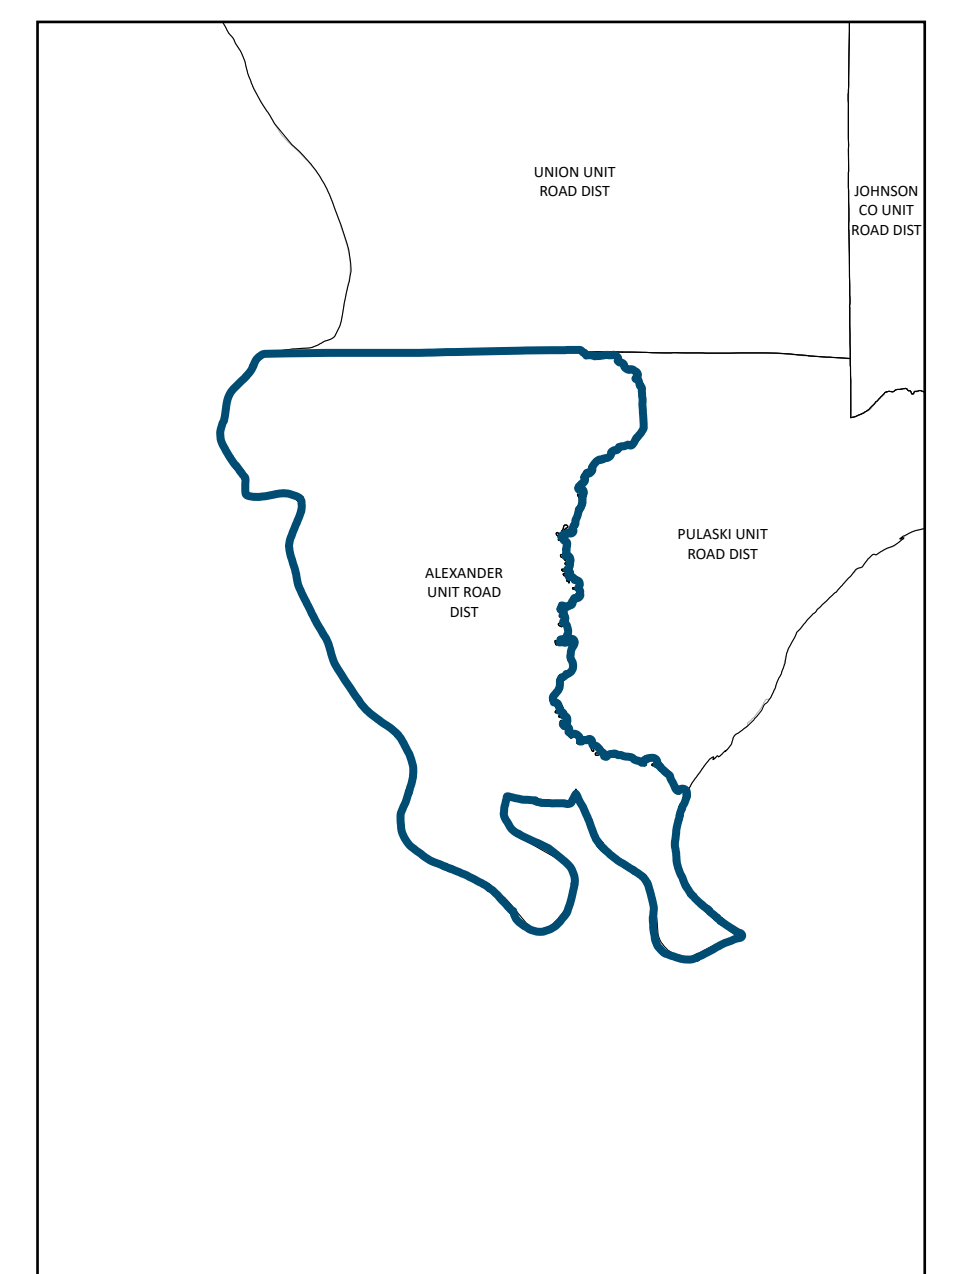 UNION UNIT
ROAD DIST
JOHNSON
CO UNIT
ROAD DIST
PULASKI UNIT
ROAD DIST
ALEXANDER
UNIT ROAD
DIST